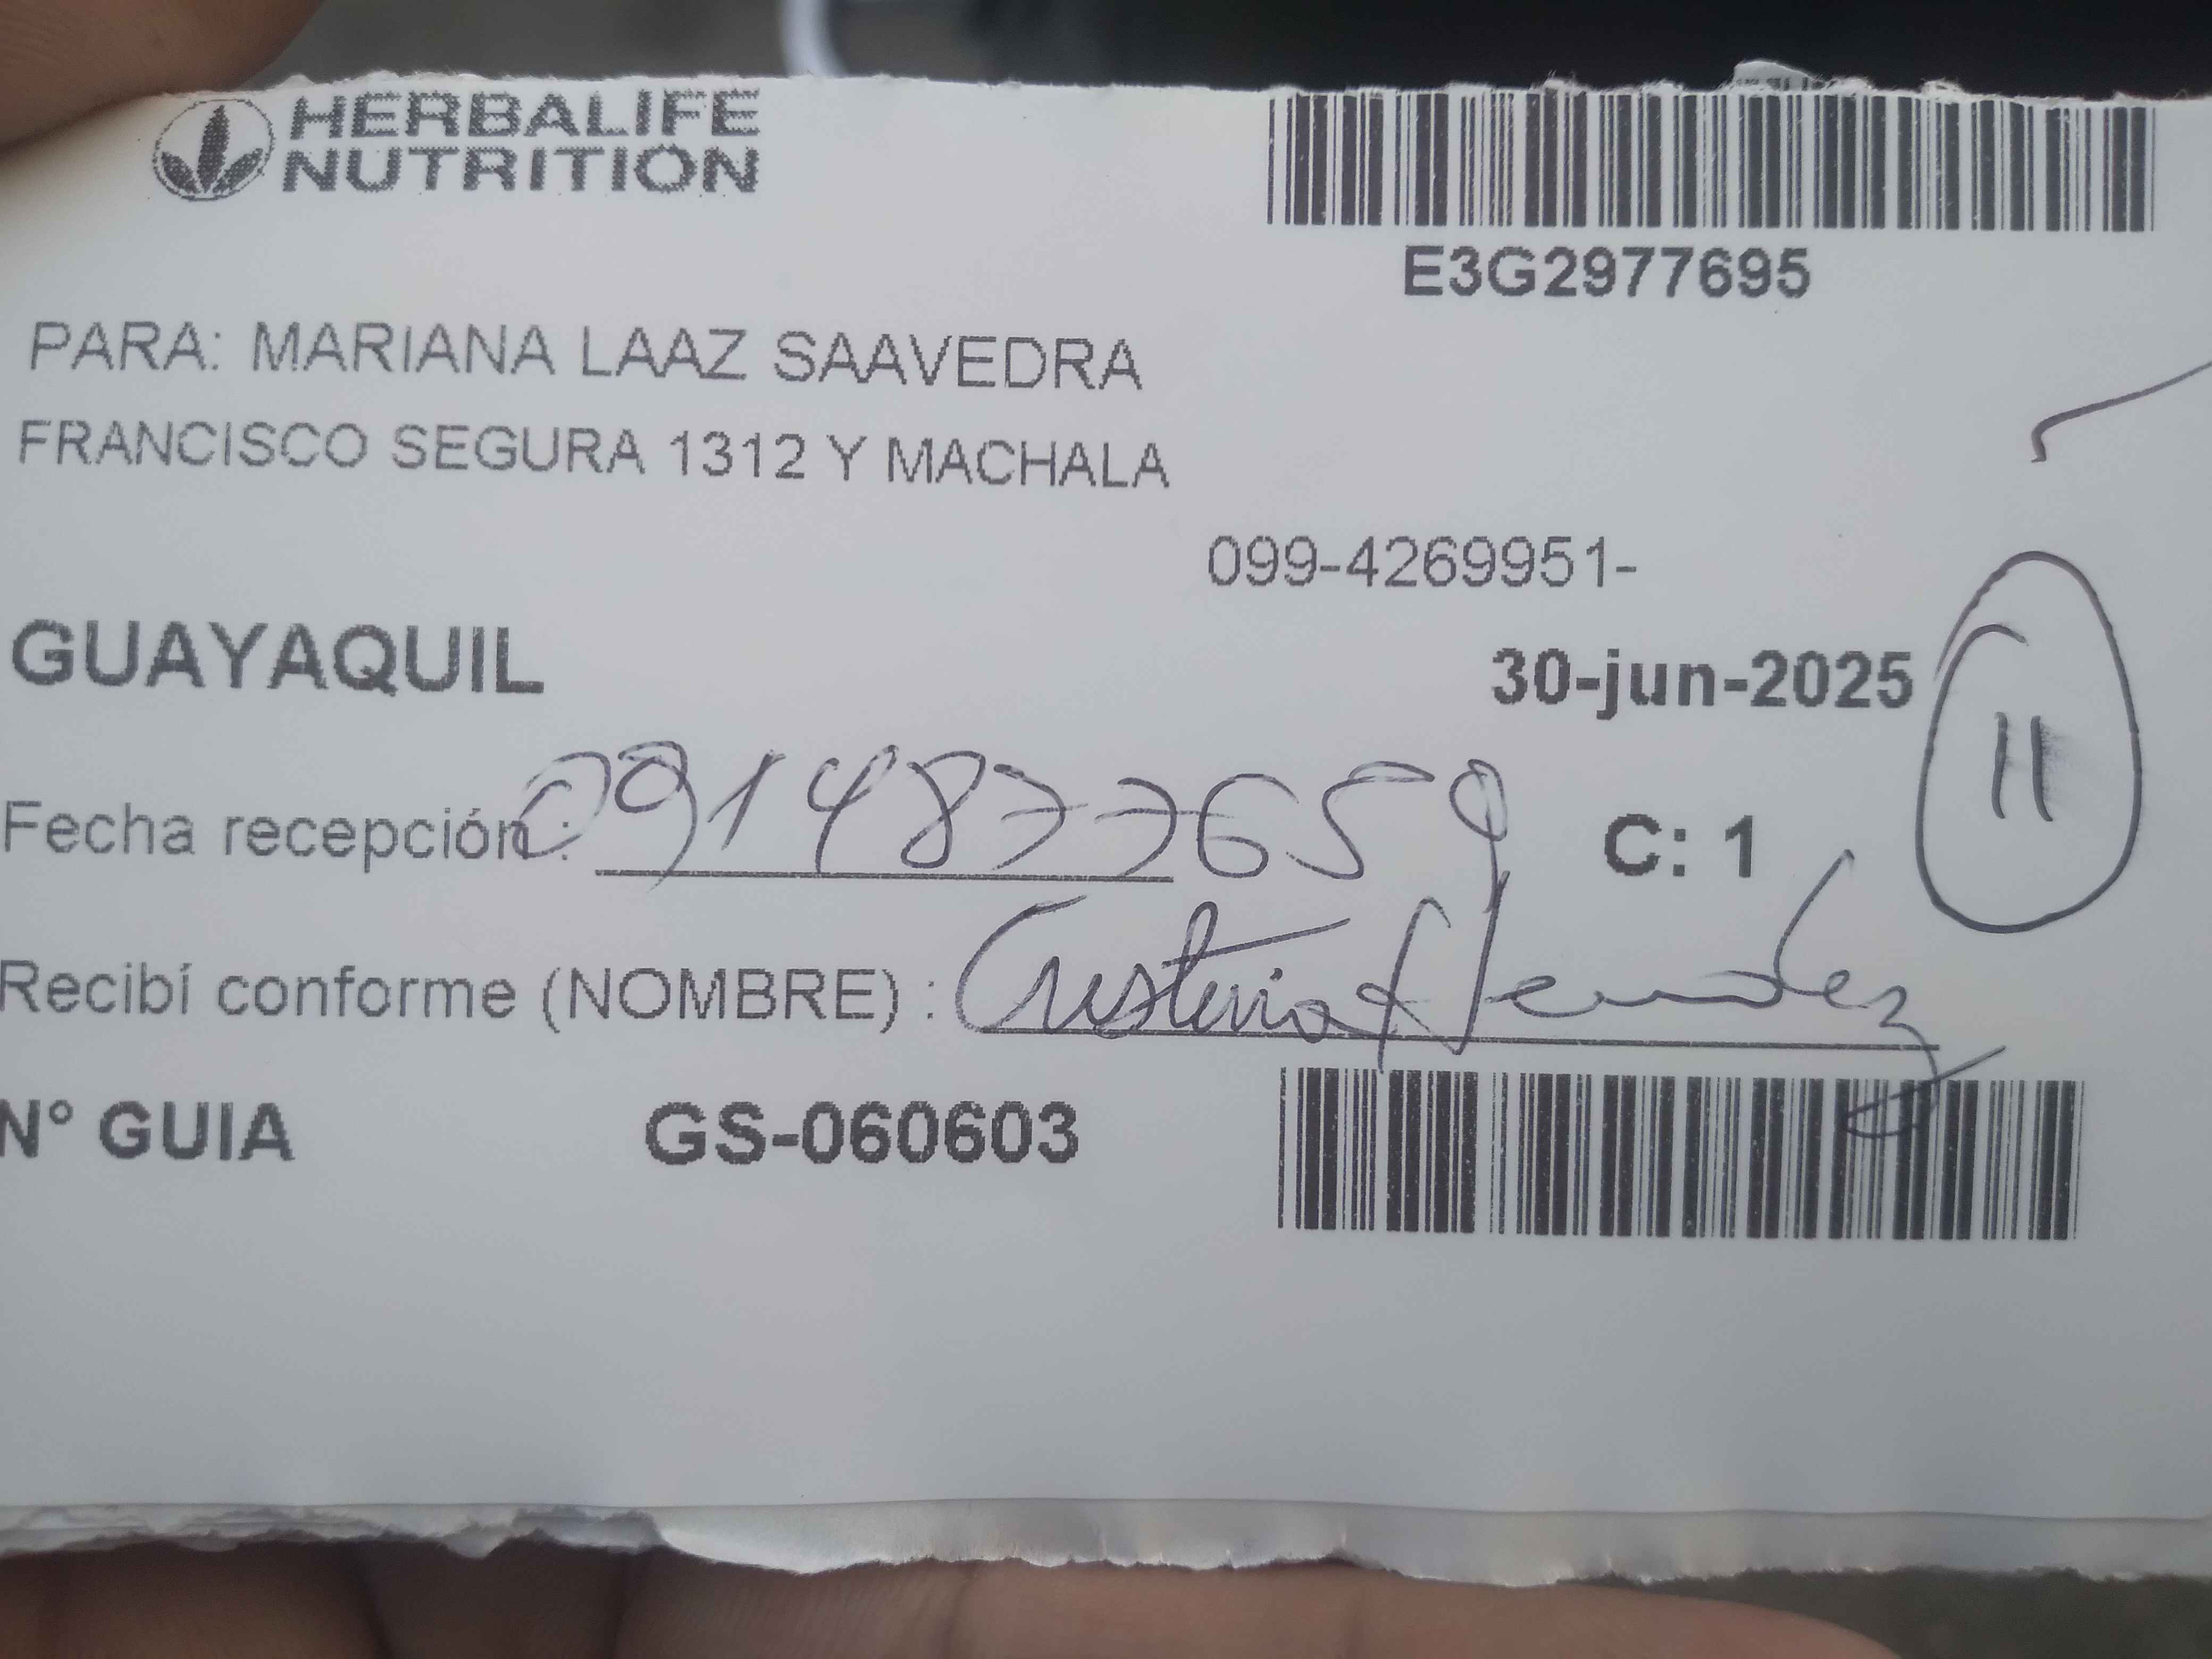 HERBALIFE
NUTRITION
E3G2977695
PARA: MARIANA LAAZ SAAVEDRA
FRANCISCO SEGURA 1312 Y MACHALA
099-4269951-
GUAYAQUIL 30-jun-2025
11
Fecha recepción: 0914877659 C: 1
Recibí conforme (NOMBRE) :
N° GUIA GS-060603